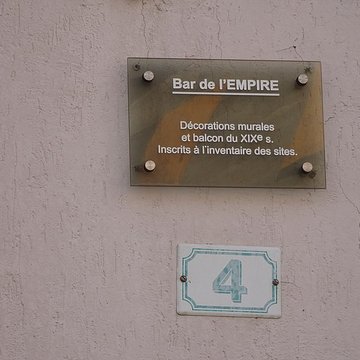 Bar de l'EMPIRE
Décorations murales
et balcon du XIXe s.
Inscrits à l'inventaire des sites.
4